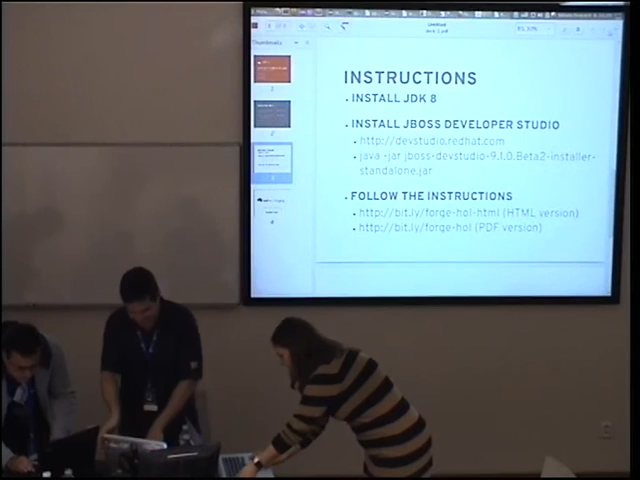 Thumbnails
INSTRUCTIONS
INSTALL JDK 8
INSTALL JBOSS DEVELOPER STUDIO
http://devstudio.redhat.com
java -jar jboss-devstudio-9.1.0.Beta2-installer-
standalone.jar
FOLLOW THE INSTRUCTIONS
http://bit.ly/forge-hol-html (HTML version)
http://bit.ly/forge-hol (PDF version)